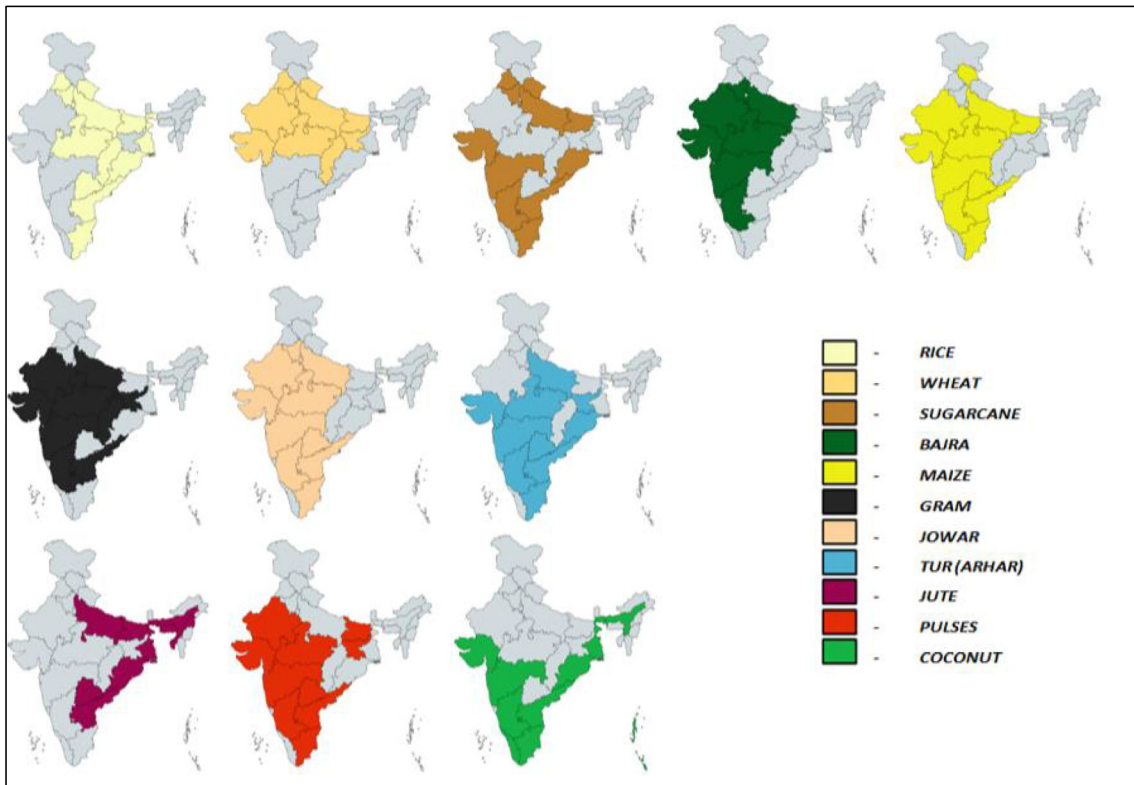 - RICE
- WHEAT
- SUGARCANE
- BAJRA
- MAIZE
- GRAM
- JOWAR
- TUR (ARHAR)
- JUTE
- PULSES
- COCONUT